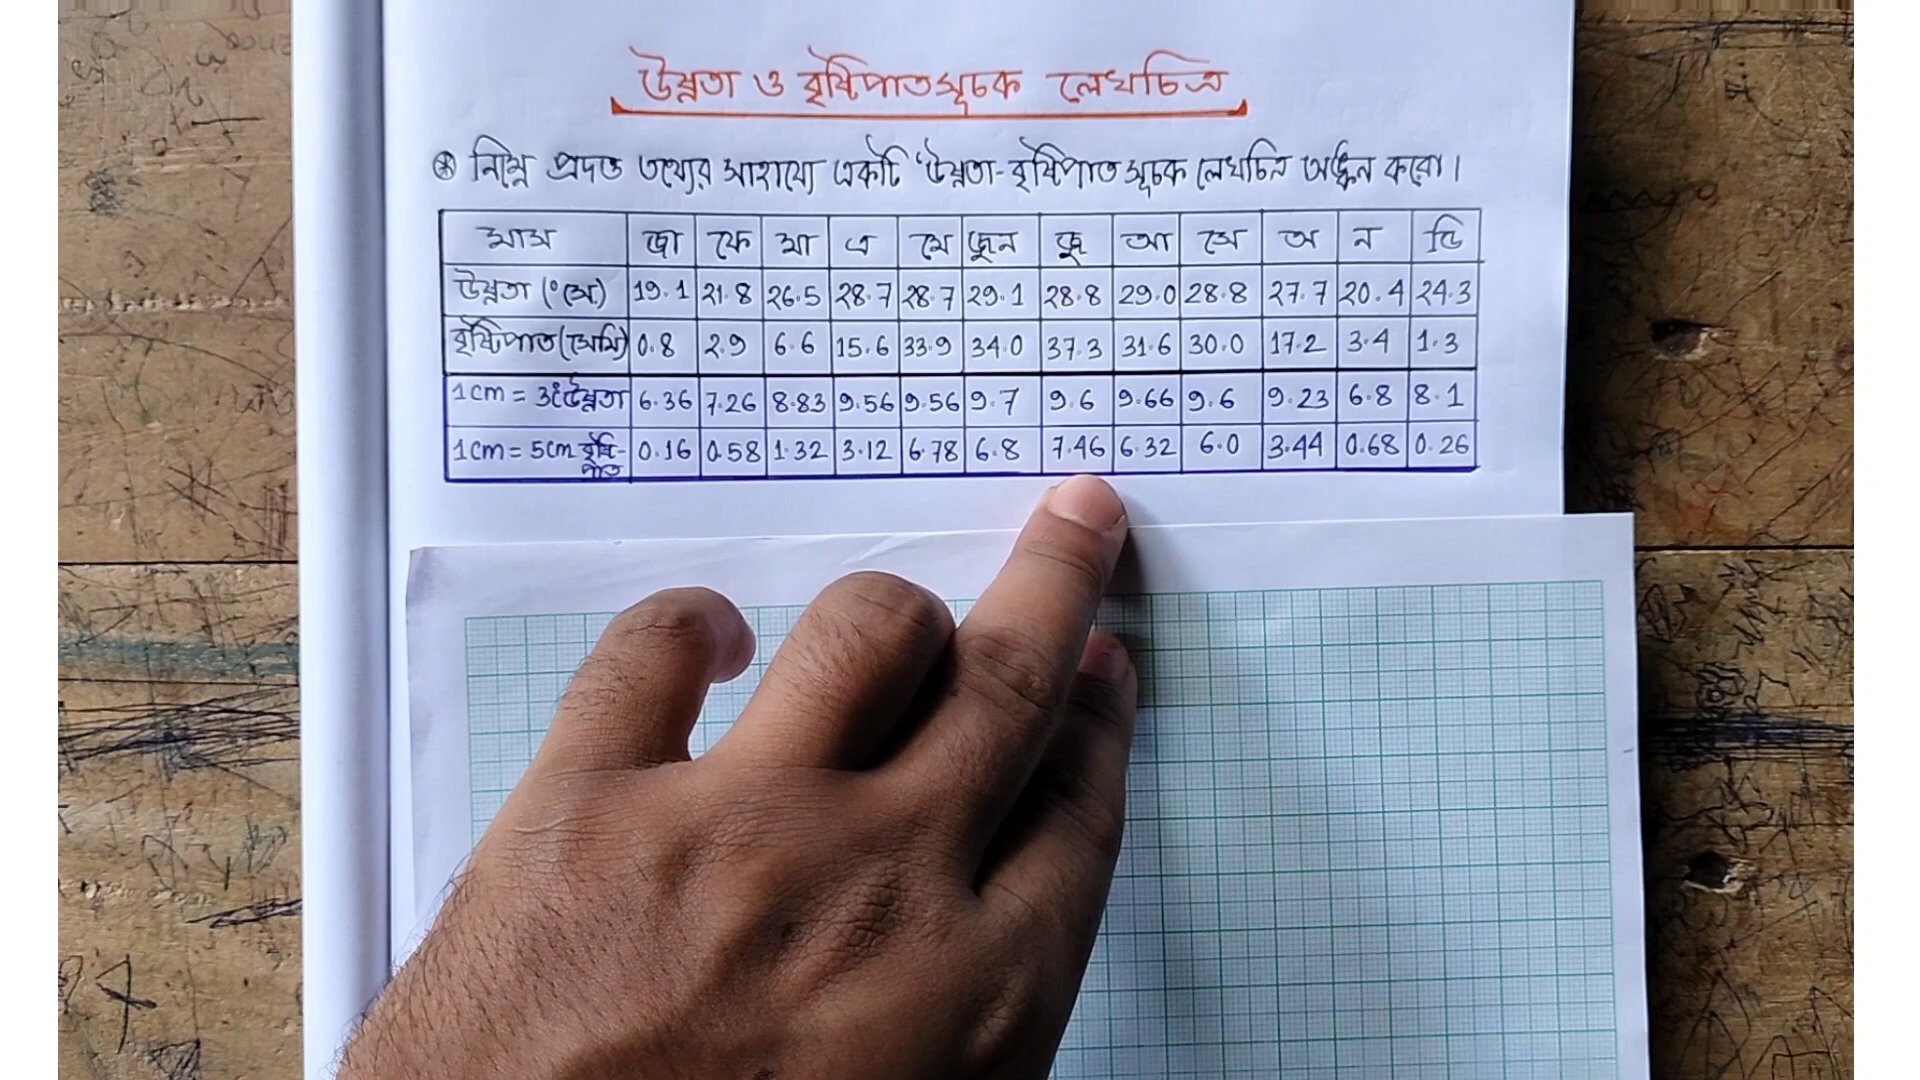 উষ্ণতা ও বৃষ্টিপাতসূচক লেখচিত্র
⊛ নিম্নে প্রদত্ত তথ্যের সাহায্যে একটি 'উষ্ণতা-বৃষ্টিপাত সূচক লেখচিত্র অঙ্কন করো।
মাস জা ফে মা এ মে জুন জু আ সে অ ন ডি
উষ্ণতা (°সে) 19.1 21.8 26.5 28.7 28.7 29.1 28.8 29.0 28.8 27.7 20.4 24.3
বৃষ্টিপাত (সেমি) 0.8 2.9 6.6 15.6 33.9 34.0 37.3 31.6 30.0 17.2 3.4 1.3
1cm = 3°C উষ্ণতা 6.36 7.26 8.83 9.56 9.56 9.7 9.6 9.66 9.6 9.23 6.8 8.1
1cm = 5cm বৃষ্টি-পাত 0.16 0.58 1.32 3.12 6.78 6.8 7.46 6.32 6.0 3.44 0.68 0.26